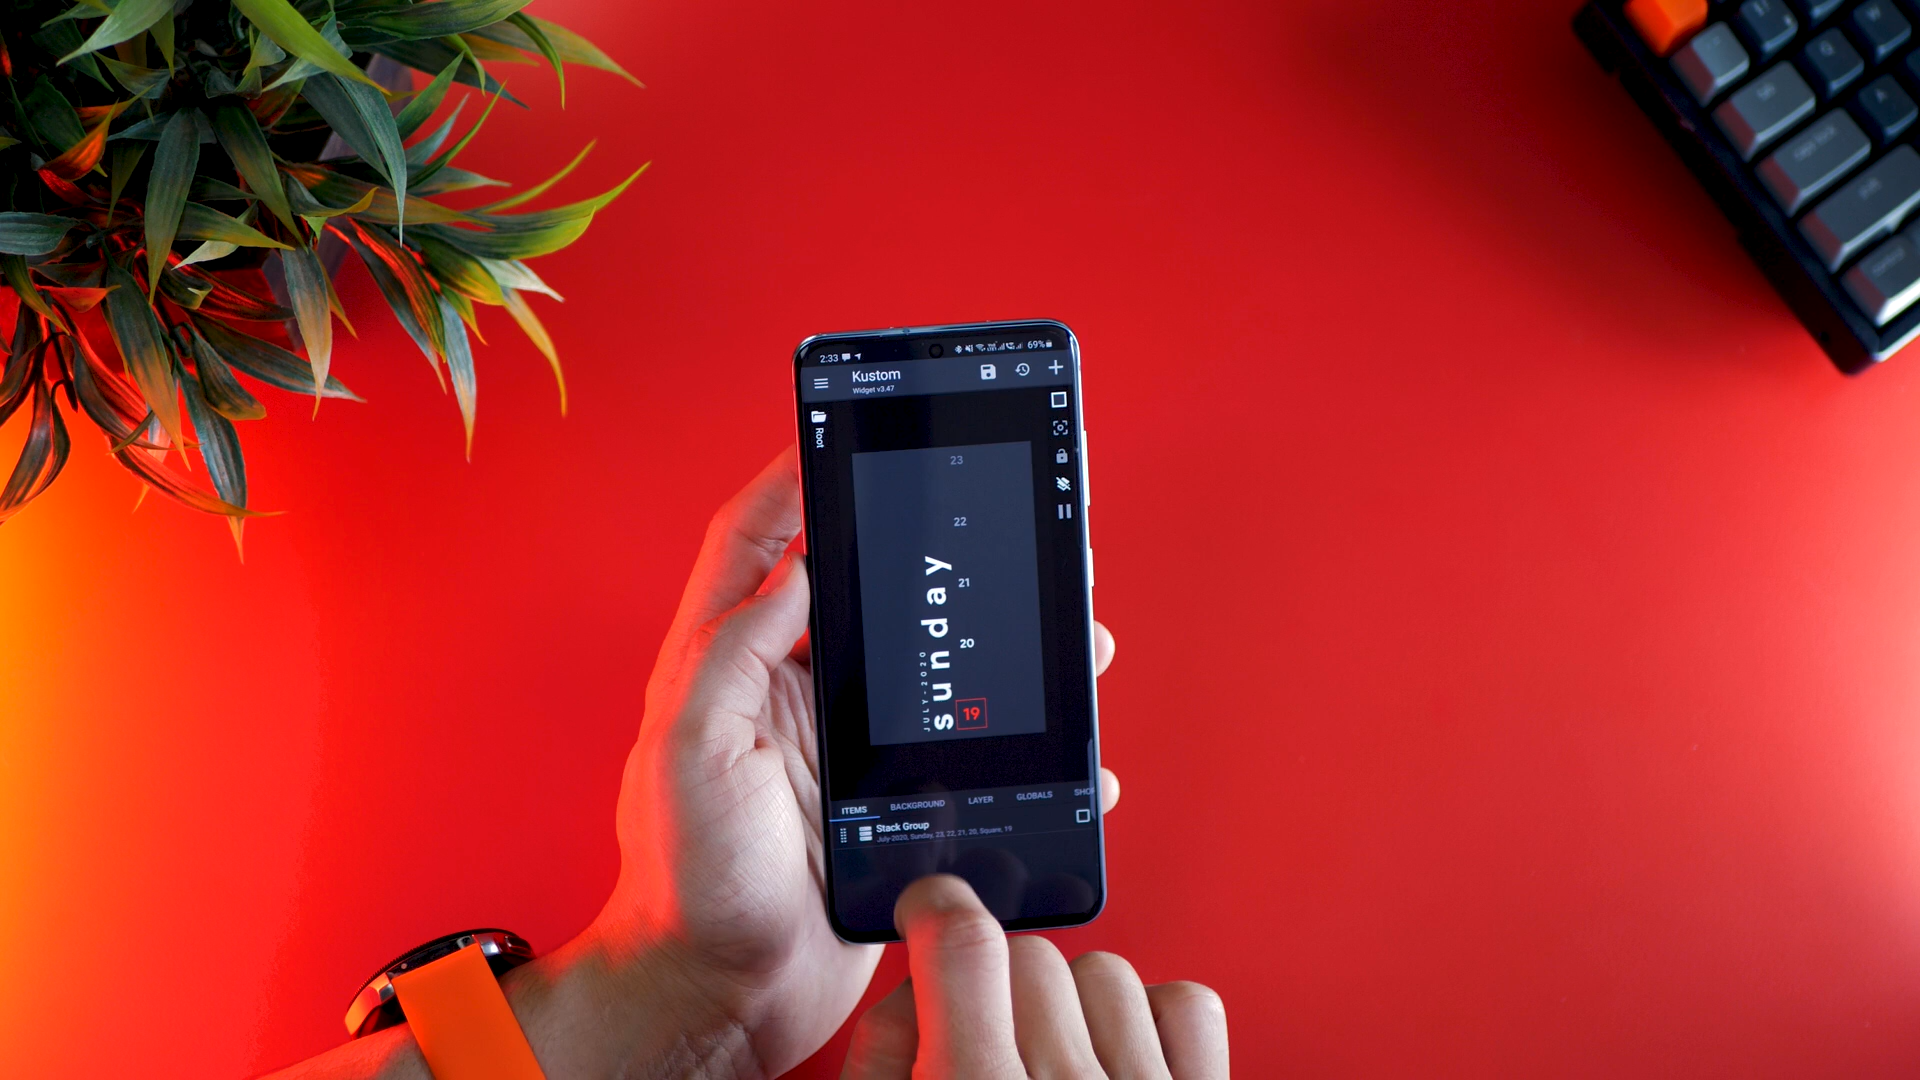 2:33
69%
Kustom
Widget v3.47
Root
23
22
21
20
19
sunday
JULY-2020
ITEMS
BACKGROUND
LAYER
GLOBALS
Stack Group
July-2020, Sunday, 23, 22, 21, 20, Square, 19